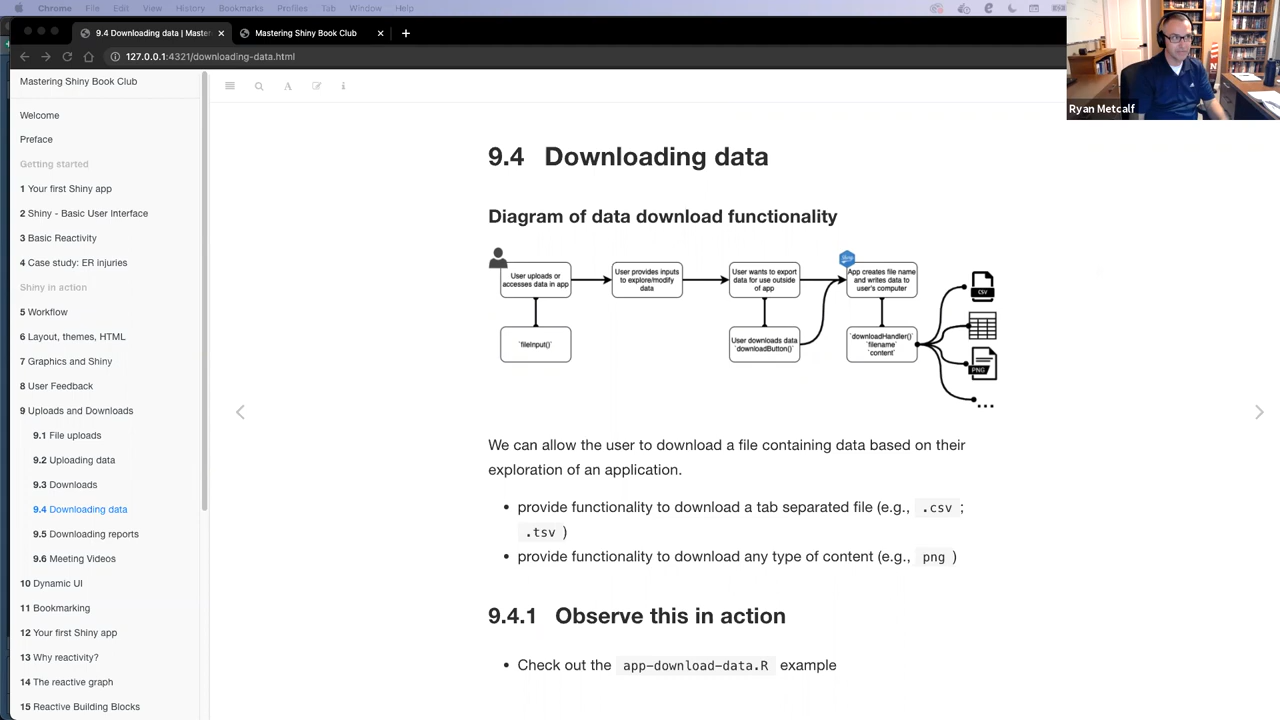 Chrome File Edit View History Bookmarks Profiles Tab Window Help
9.4 Downloading data | Master
Mastering Shiny Book Club
127.0.0.1:4321/downloading-data.html
Ryan Metcalf
Mastering Shiny Book Club
Welcome
Preface
Getting started
1 Your first Shiny app
2 Shiny - Basic User Interface
3 Basic Reactivity
4 Case study: ER injuries
Shiny in action
5 Workflow
6 Layout, themes, HTML
7 Graphics and Shiny
8 User Feedback
9 Uploads and Downloads
9.1 File uploads
9.2 Uploading data
9.3 Downloads
9.4 Downloading data
9.5 Downloading reports
9.6 Meeting Videos
10 Dynamic UI
11 Bookmarking
12 Your first Shiny app
13 Why reactivity?
14 The reactive graph
15 Reactive Building Blocks
9.4 Downloading data
Diagram of data download functionality
User uploads or
accesses data in app
User provides inputs
to explore/modify
data
User wants to export
data for use outside
of app
App creates file name
and writes data to
user's computer
`fileInput()`
User downloads data
`downloadButton()`
`downloadHandler()`
`filename`
`content`
CSV
PNG
...
We can allow the user to download a file containing data based on their
exploration of an application.
• provide functionality to download a tab separated file (e.g., .csv;
.tsv )
• provide functionality to download any type of content (e.g., png )
9.4.1 Observe this in action
• Check out the app-download-data.R example